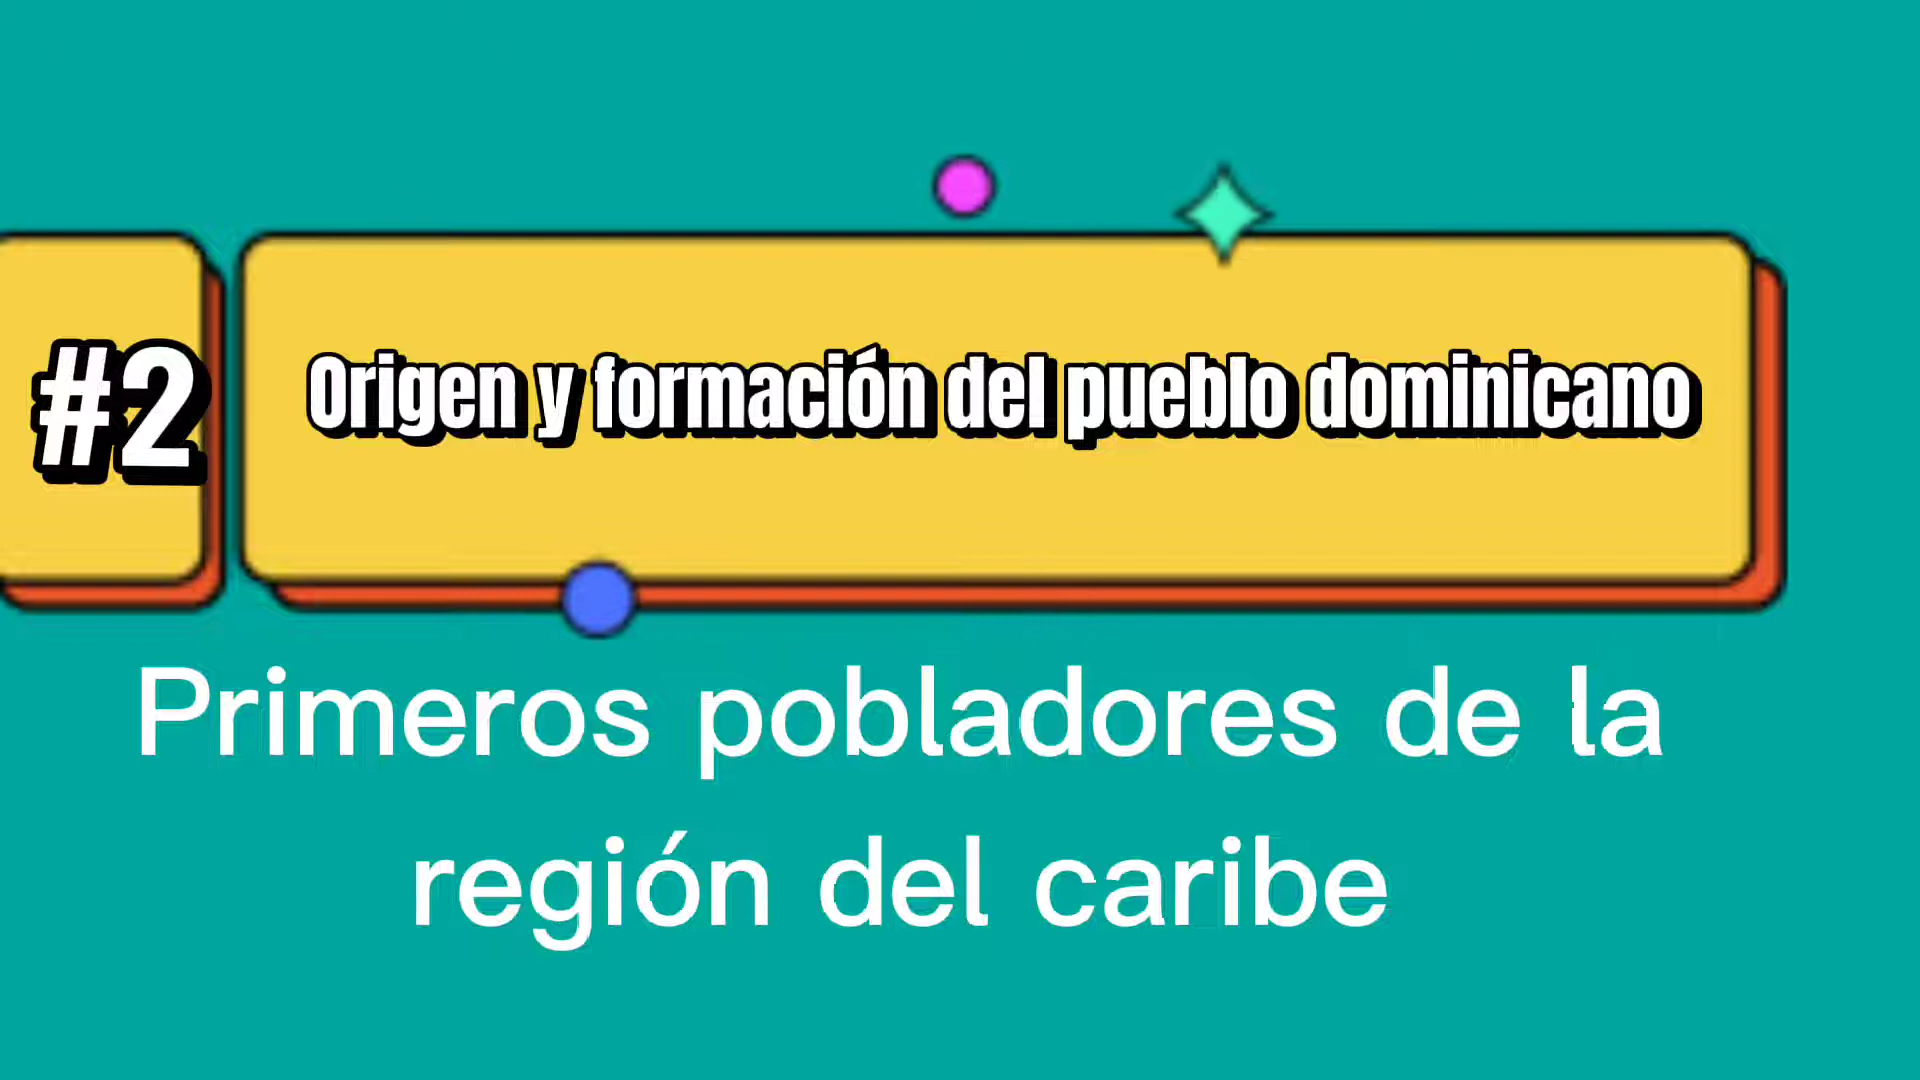 #2
Origen y formación del pueblo dominicano
Primeros pobladores de la
región del caribe